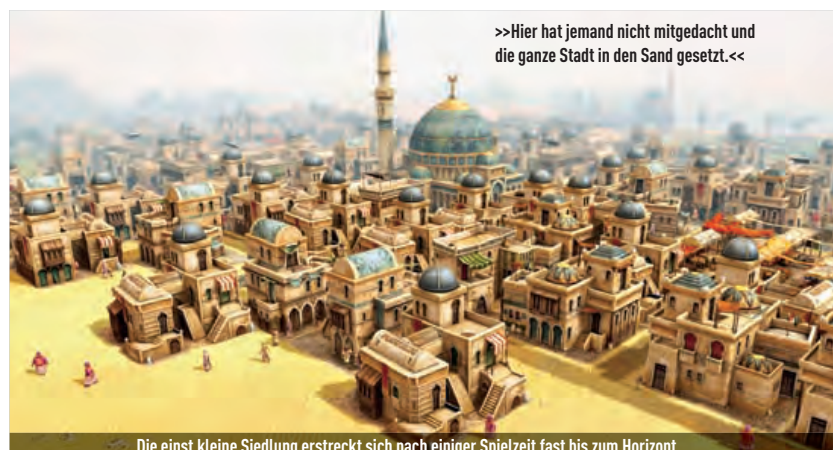 >>Hier hat jemand nicht mitgedacht und
die ganze Stadt in den Sand gesetzt.<<
Die einst kleine Siedlung erstreckt sich nach einiger Spielzeit fast bis zum Horizont